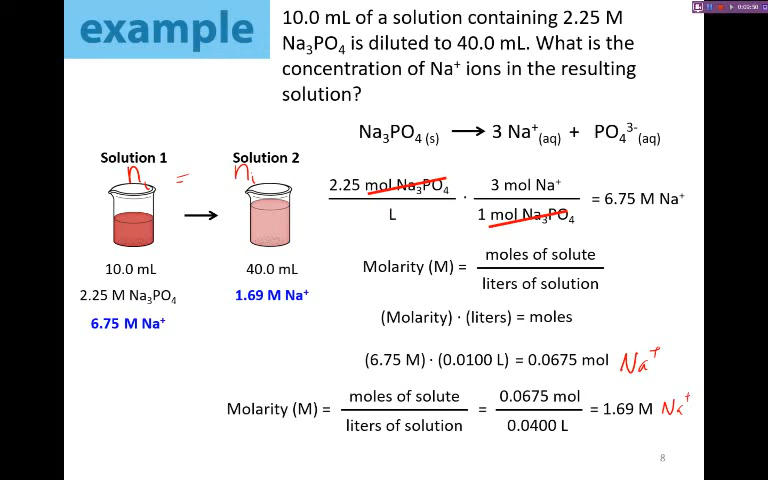 example
10.0 mL of a solution containing 2.25 M
Na₃PO₄ is diluted to 40.0 mL. What is the
concentration of Na⁺ ions in the resulting
solution?
Na₃PO₄ ₍s₎ ⟶ 3 Na⁺(aq) + PO₄³⁻(aq)
Solution 1
Solution 2
n₁ = n₁
2.25 mol Na₃PO₄
L
·
3 mol Na⁺
1 mol Na₃PO₄
= 6.75 M Na⁺
10.0 mL
40.0 mL
2.25 M Na₃PO₄
1.69 M Na⁺
6.75 M Na⁺
Molarity (M) =
moles of solute
liters of solution
(Molarity) · (liters) = moles
(6.75 M) · (0.0100 L) = 0.0675 mol Na⁺
Molarity (M) =
moles of solute
liters of solution
=
0.0675 mol
0.0400 L
= 1.69 M Na⁺
8